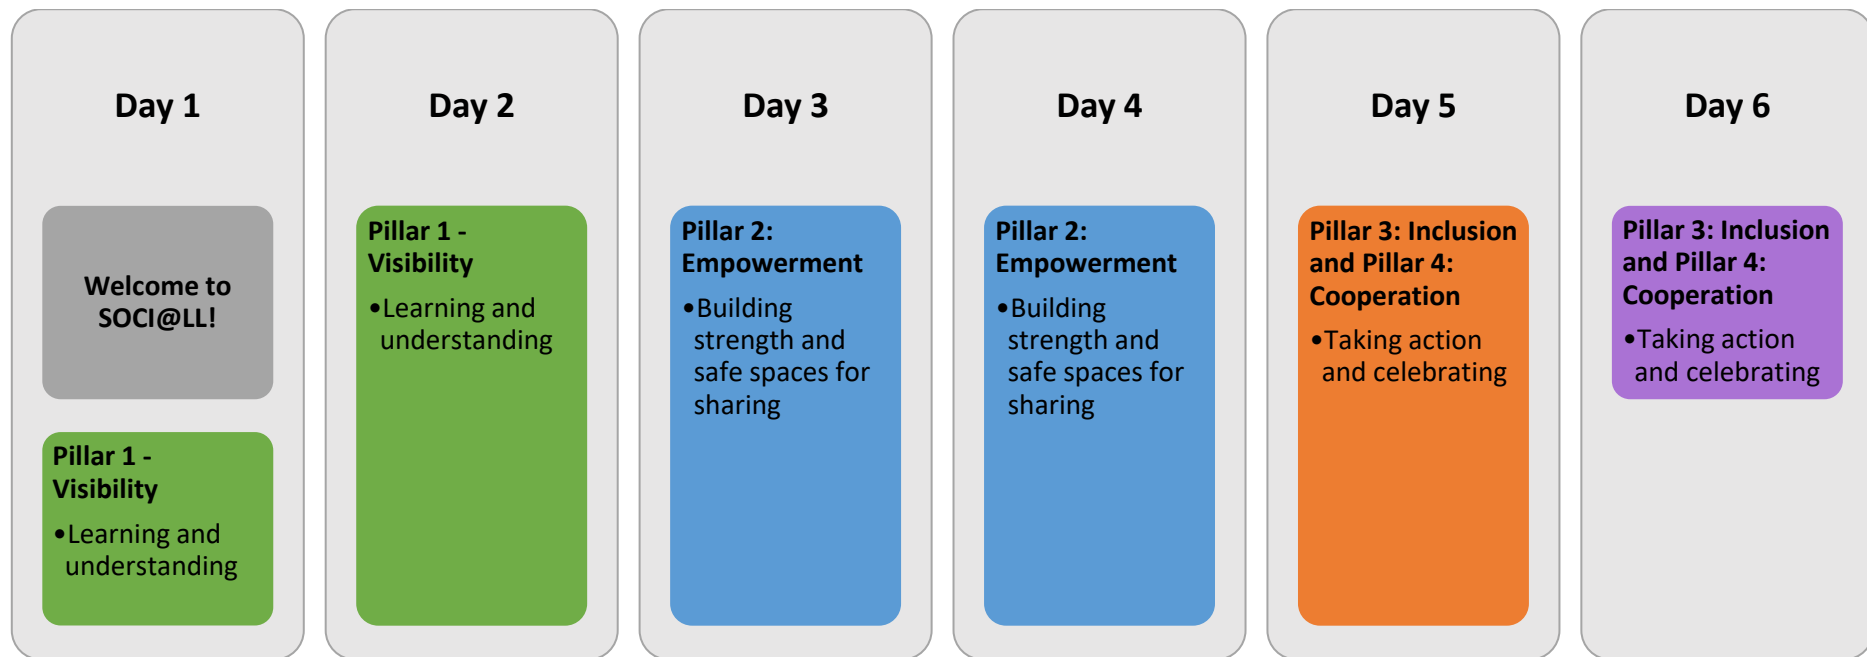 Day 1
Welcome to
SOCI@LL!
Pillar 1 -
Visibility
•Learning and
understanding
Day 2
Pillar 1 -
Visibility
•Learning and
understanding
Day 3
Pillar 2:
Empowerment
•Building
strength and
safe spaces for
sharing
Day 4
Pillar 2:
Empowerment
•Building
strength and
safe spaces for
sharing
Day 5
Pillar 3: Inclusion
and Pillar 4:
Cooperation
•Taking action
and celebrating
Day 6
Pillar 3: Inclusion
and Pillar 4:
Cooperation
•Taking action
and celebrating